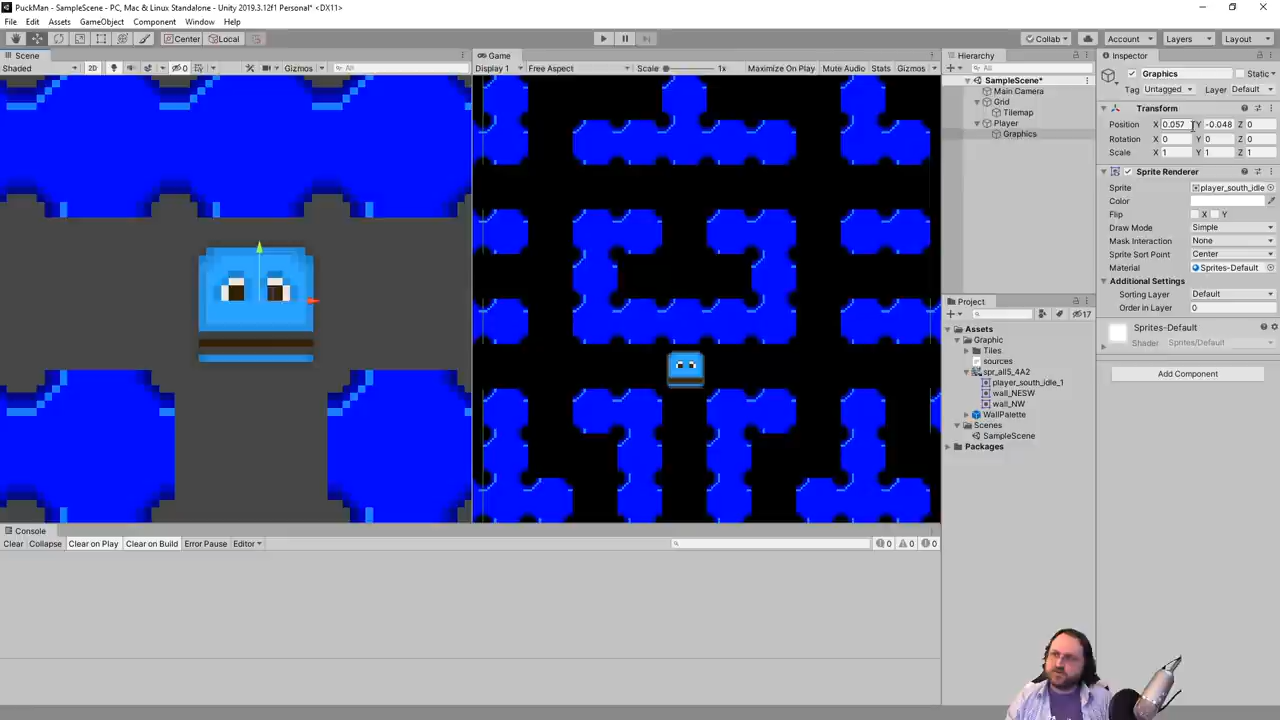 PuckMan - SampleScene - PC, Mac & Linux Standalone - Unity 2019.3.12f1 Personal* <DX11>
File Edit Assets GameObject Component Window Help
Center Local Collab Account Layers Layout
Scene
Shaded 2D 0 Gizmos All
Game
Display 1 Free Aspect Scale 1x Maximize On Play Mute Audio Stats Gizmos
Hierarchy
All
SampleScene*
Main Camera
Grid
Tilemap
Player
Graphics
Project
17
Assets
Graphic
Tiles
sources
spr_all5_4A2
player_south_idle_1
wall_NESW
wall_NW
WallPalette
Scenes
SampleScene
Packages
Inspector
Graphics Static
Tag Untagged Layer Default
Transform
Position X 0.057 Y -0.048 Z 0
Rotation X 0 Y 0 Z 0
Scale X 1 Y 1 Z 1
Sprite Renderer
Sprite player_south_idle
Color
Flip X Y
Draw Mode Simple
Mask Interaction None
Sprite Sort Point Center
Material Sprites-Default
Additional Settings
Sorting Layer Default
Order in Layer 0
Sprites-Default
Shader Sprites/Default
Add Component
Console
Clear Collapse Clear on Play Clear on Build Error Pause Editor 0 0 0